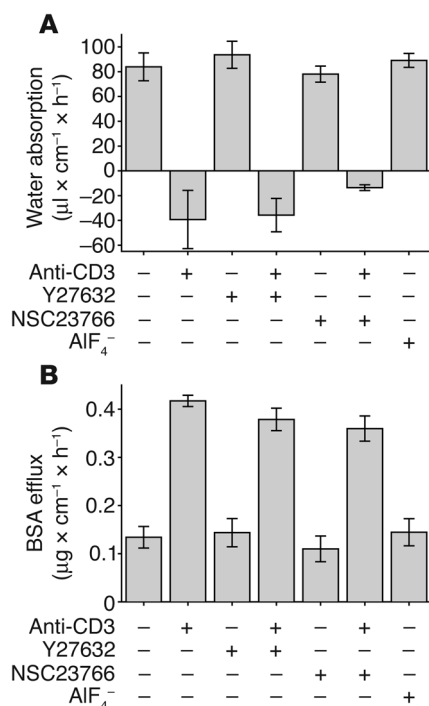 A
Water absorption
(μl × cm⁻¹ × h⁻¹)
100
80
60
40
20
0
−20
−40
−60
Anti-CD3 − + − + − + −
Y27632 − − + + − − −
NSC23766 − − − − + + −
AlF₄⁻ − − − − − − +
B
BSA efflux
(μg × cm⁻¹ × h⁻¹)
0.4
0.3
0.2
0.1
0
Anti-CD3 − + − + − + −
Y27632 − − + + − − −
NSC23766 − − − − + + −
AlF₄⁻ − − − − − − +